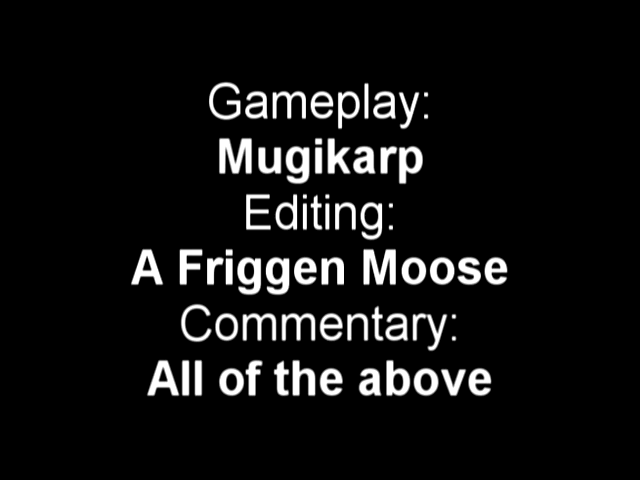 Gameplay:
Mugikarp
Editing:
A Friggen Moose
Commentary:
All of the above